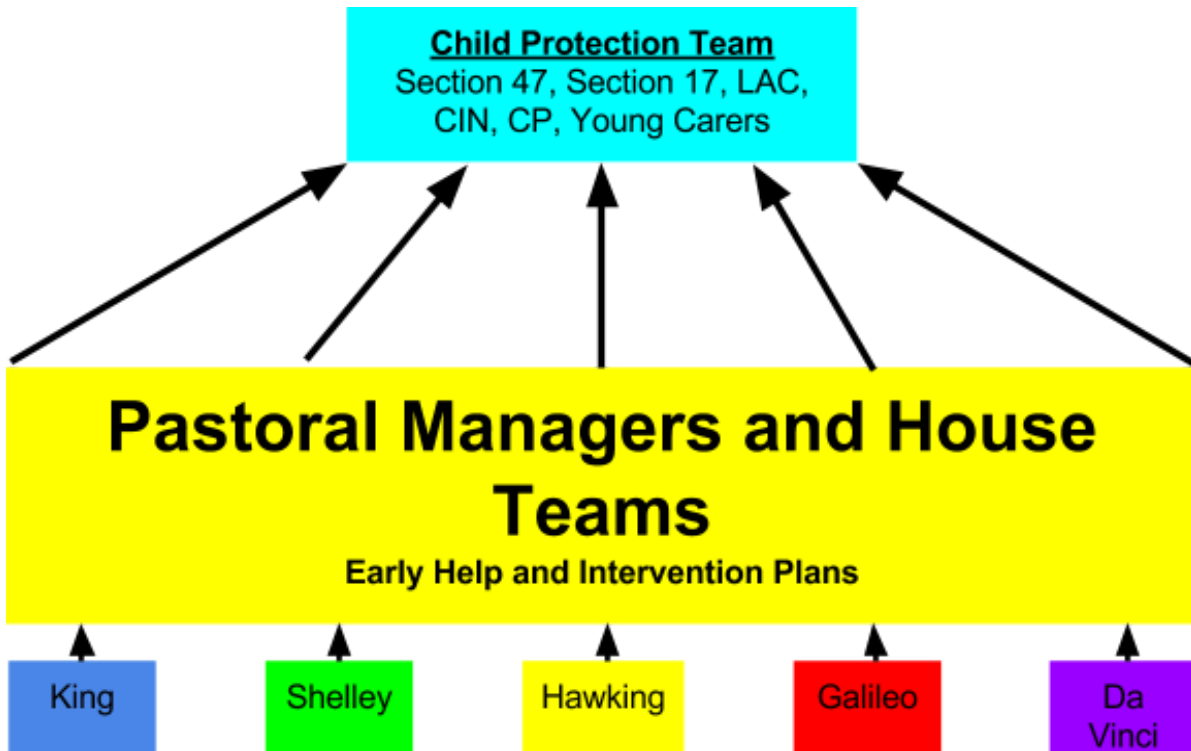 Child Protection Team
Section 47, Section 17, LAC,
CIN, CP, Young Carers
Pastoral Managers and House
Teams
Early Help and Intervention Plans
King
Shelley
Hawking
Galileo
Da
Vinci